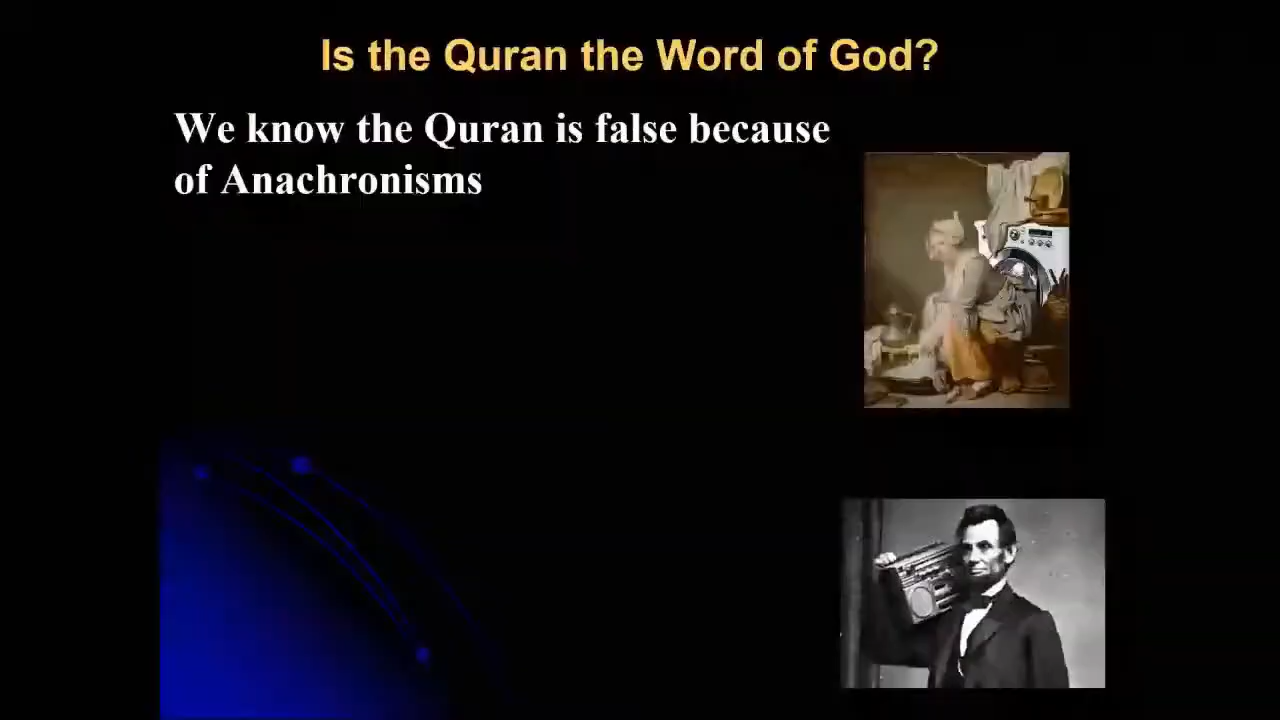 Is the Quran the Word of God?
We know the Quran is false because
of Anachronisms